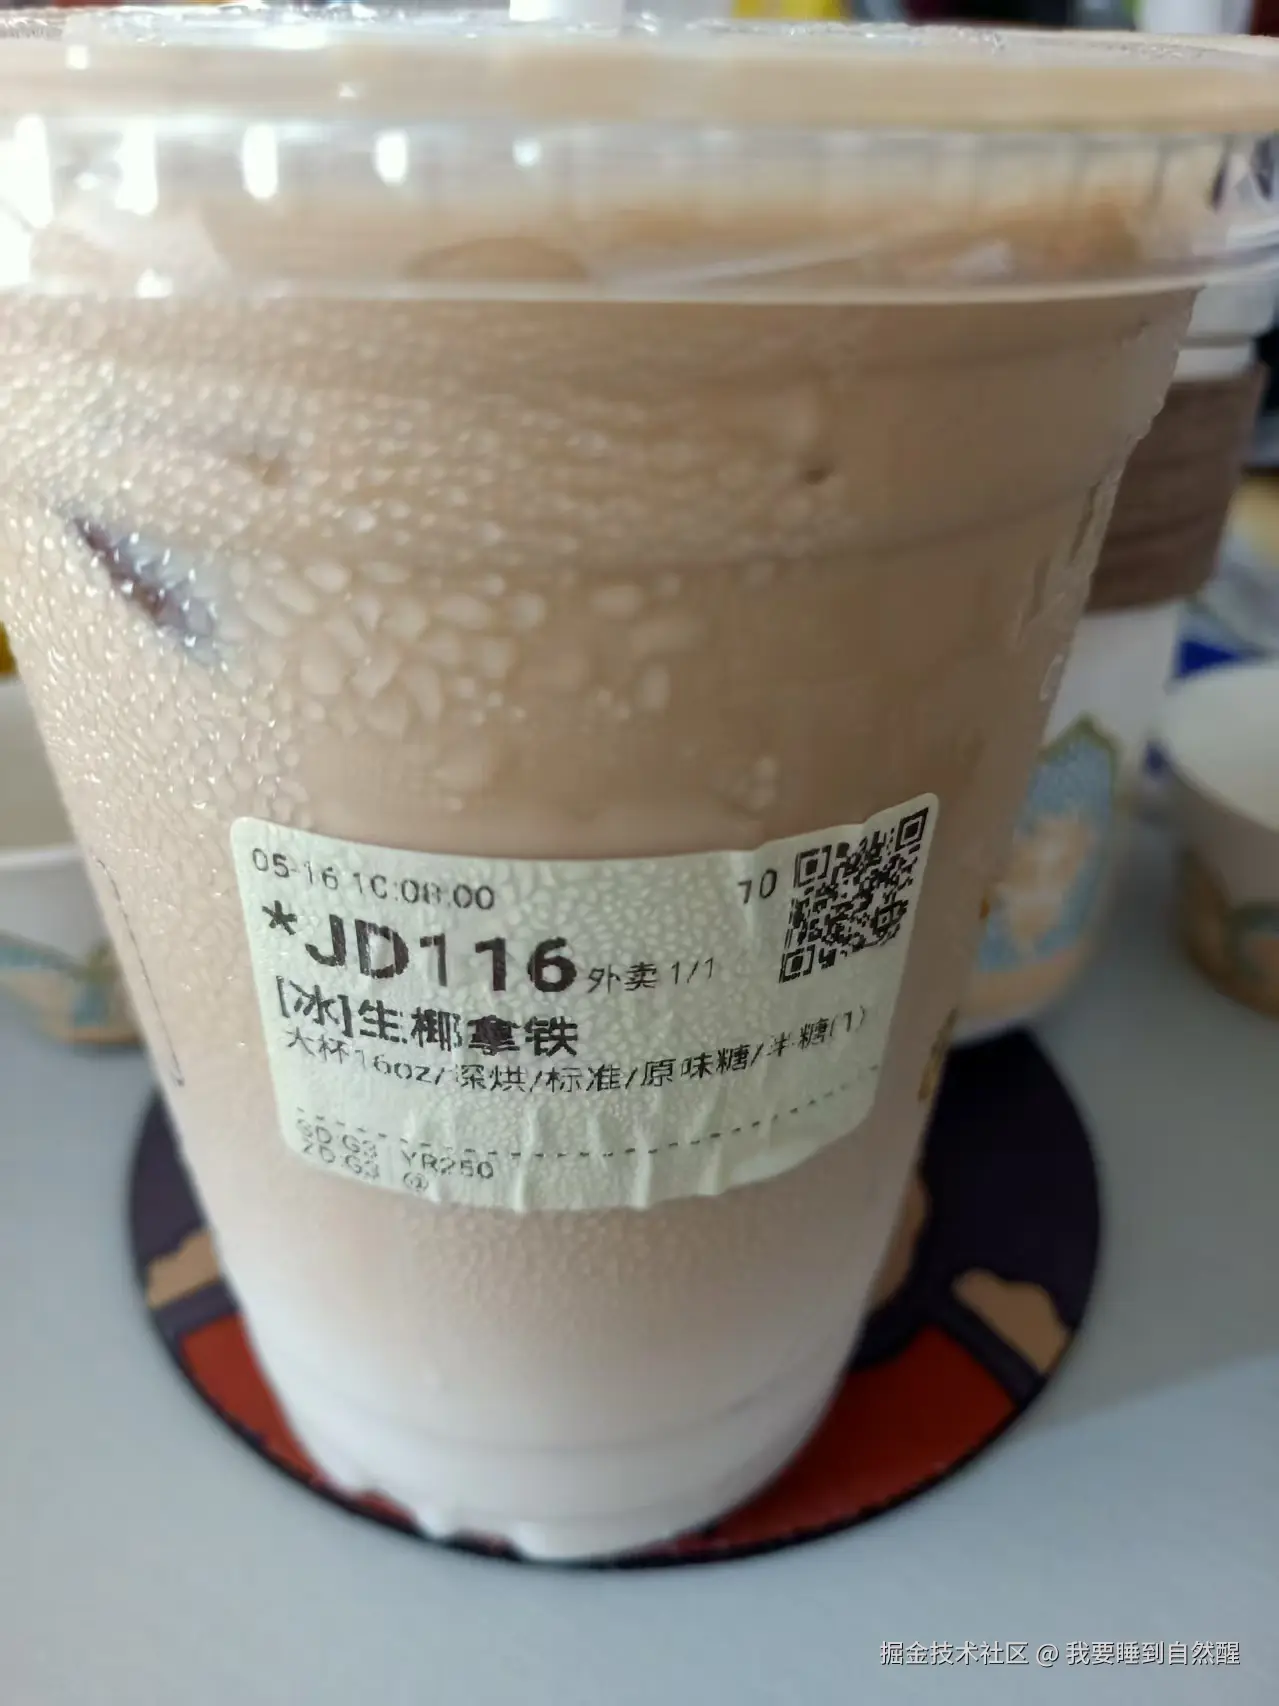 05-16 10:08:00
70
*JD116 外卖 1/1
[冰]生椰拿铁
大杯16oz/深烘/标准/原味糖/半糖(1)
YR250
掘金技术社区 @ 我要睡到自然醒